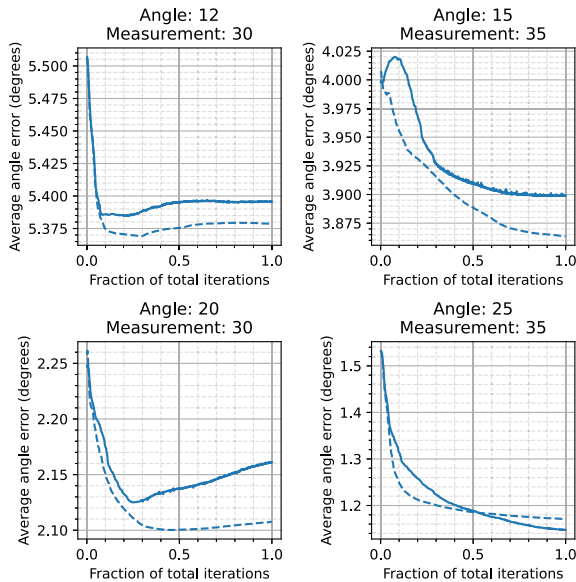 Angle: 12
Measurement: 30
Average angle error (degrees)
5.500
5.475
5.450
5.425
5.400
5.375
0.0
0.5
1.0
Fraction of total iterations
Angle: 15
Measurement: 35
Average angle error (degrees)
4.025
4.000
3.975
3.950
3.925
3.900
3.875
0.0
0.5
1.0
Fraction of total iterations
Angle: 20
Measurement: 30
Average angle error (degrees)
2.25
2.20
2.15
2.10
0.0
0.5
1.0
Fraction of total iterations
Angle: 25
Measurement: 35
Average angle error (degrees)
1.5
1.4
1.3
1.2
0.0
0.5
1.0
Fraction of total iterations